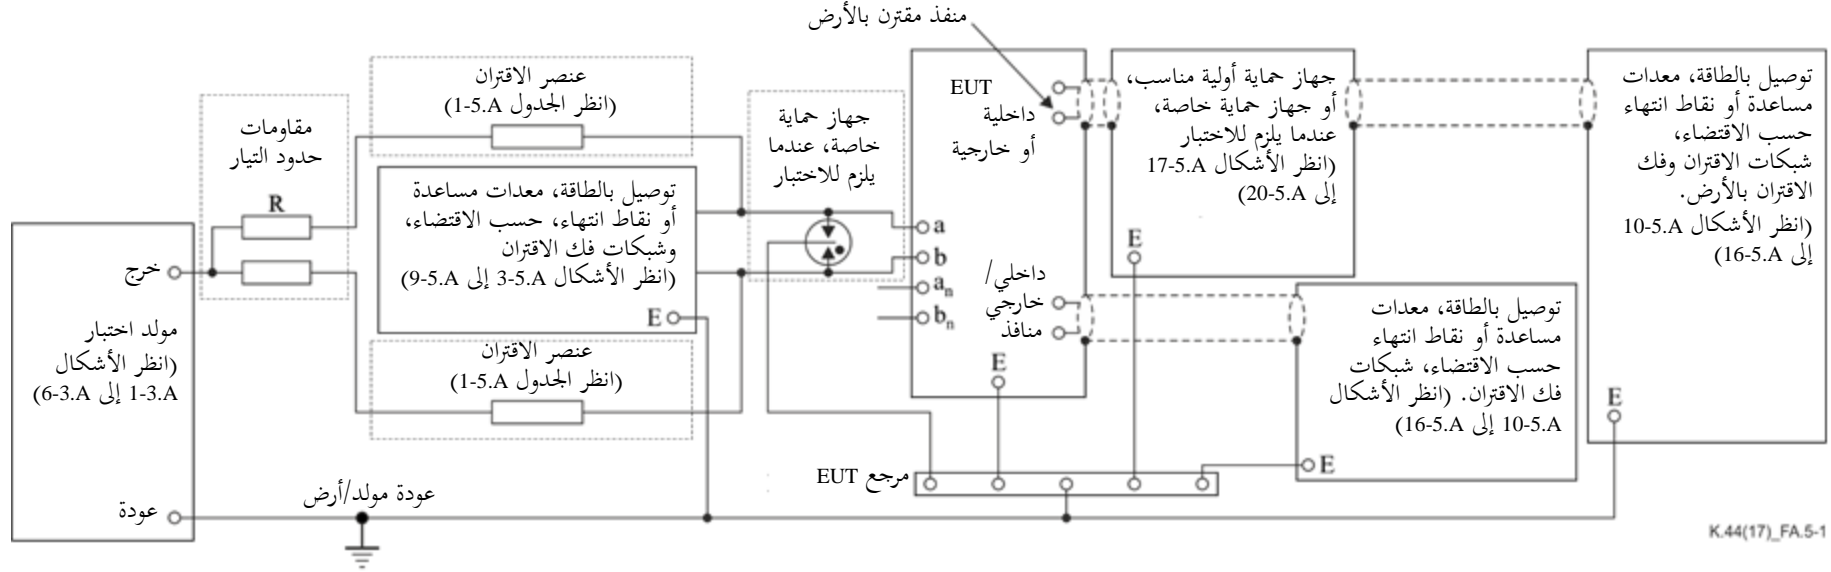 منفذ مقترن بالأرض
عنصر الاقتران
(انظر الجدول 1-5.A)
مقاومات
حدود التيار
R
جهاز حماية
خاصة، عندما
يلزم للاختبار
توصيل بالطاقة، معدات مساعدة
أو نقاط انتهاء، حسب الاقتضاء،
وشبكات فك الاقتران
(انظر الأشكال 3-5.A إلى 9-5.A)
E
عنصر الاقتران
(انظر الجدول 1-5.A)
خرج
مولد اختبار
(انظر الأشكال
1-3.A إلى 6-3.A)
عودة
عودة مولد/أرض
EUT
داخلية
أو خارجية
a
b
an
bn
داخلي/
خارجي
منافذ
E
مرجع EUT
جهاز حماية أولية مناسب،
أو جهاز حماية خاصة،
عندما يلزم للاختبار
(انظر الأشكال 17-5.A
إلى 20-5.A)
E
توصيل بالطاقة، معدات
مساعدة أو نقاط انتهاء
حسب الاقتضاء، شبكات
فك الاقتران. (انظر الأشكال
10-5.A إلى 16-5.A)
E
توصيل بالطاقة، معدات
مساعدة أو نقاط انتهاء
حسب الاقتضاء،
شبكات الاقتران وفك
الاقتران بالأرض.
(انظر الأشكال 10-5.A
إلى 16-5.A)
E
K.44(17)_FA.5-1